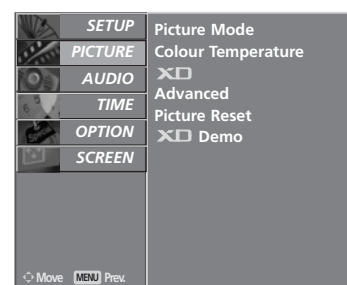 SETUP
PICTURE
AUDIO
TIME
OPTION
SCREEN
Move MENU Prev.
Picture Mode
Colour Temperature
XD
Advanced
Picture Reset
XD Demo